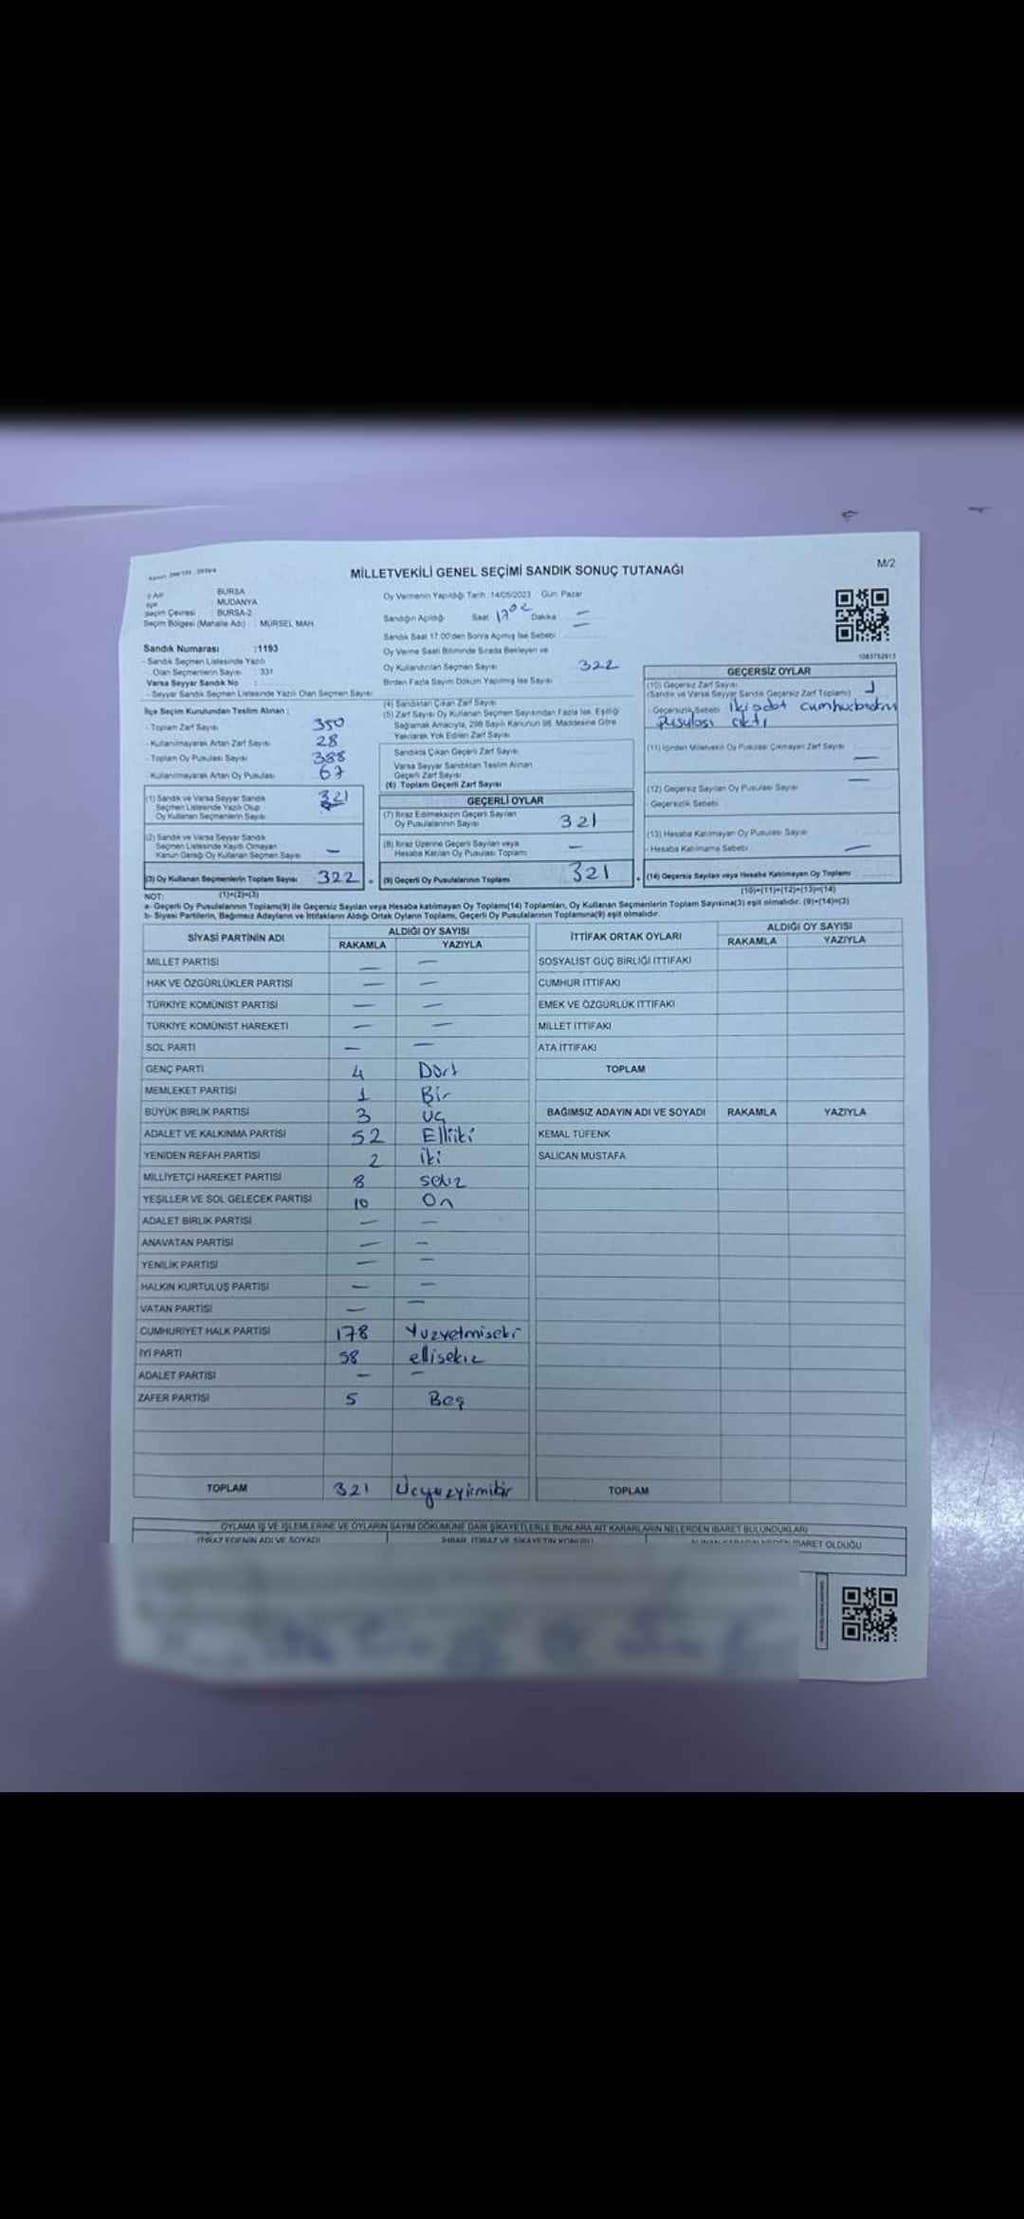 MİLLETVEKİLİ GENEL SEÇİMİ SANDIK SONUÇ TUTANAĞI
M/2
BURSA
MUDANYA
Seçim Çevresi : BURSA-2
Seçim Bölgesi (Mahalle Adı) : MÜRSEL MAH
Oy Vermenin Yapıldığı Tarih : 14/05/2023 Gün: Pazar
Sandığın Açıldığı Saat 17 02 Dakika —
Sandık Saat 17:00'den Sonra Açılmış İse Sebebi
Oy Verme Saati Bitiminde Sırada Bekleyen ve
Oy Kullandırılan Seçmen Sayısı 322
Birden Fazla Sayım Döküm Yapılmış İse Sayısı
Sandık Numarası :1193
- Sandık Seçmen Listesinde Yazılı
Olan Seçmenlerin Sayısı : 331
Varsa Seyyar Sandık No :
- Seyyar Sandık Seçmen Listesinde Yazılı Olan Seçmen Sayısı:
İlçe Seçim Kurulundan Teslim Alınan :
- Toplam Zarf Sayısı 350
- Kullanılmayarak Artan Zarf Sayısı 28
- Toplam Oy Pusulası Sayısı 388
- Kullanılmayarak Artan Oy Pusulası 67
(1) Sandık ve Varsa Seyyar Sandık
Seçmen Listesinde Yazılı Olup
Oy Kullanan Seçmenlerin Sayısı 321
(2) Sandık ve Varsa Seyyar Sandık
Seçmen Listesinde Kayıtlı Olmayan
Kanun Gereği Oy Kullanan Seçmen Sayısı —
(3) Oy Kullanan Seçmenlerin Toplam Sayısı 322
(4) Sandıktan Çıkan Zarf Sayısı
(5) Zarf Sayısı Oy Kullanan Seçmen Sayısından Fazla İse, Eşitliği
Sağlamak Amacıyla, 298 Sayılı Kanunun 98. Maddesine Göre
Yakılarak Yok Edilen Zarf Sayısı
Sandıkta Çıkan Geçerli Zarf Sayısı
Varsa Seyyar Sandıktan Teslim Alınan
Geçerli Zarf Sayısı
(6) Toplam Geçerli Zarf Sayısı
GEÇERLİ OYLAR
(7) İtiraz Edilmeksizin Geçerli Sayılan
Oy Pusulalarının Sayısı 321
(8) İtiraz Üzerine Geçerli Sayılan veya
Hesaba Katılan Oy Pusulası Toplamı —
(9) Geçerli Oy Pusulalarının Toplamı 321
1083762613
GEÇERSİZ OYLAR
(10) Geçersiz Zarf Sayısı 1
(Sandık ve Varsa Seyyar Sandık Geçersiz Zarf Toplamı)
- Geçersizlik Sebebi İki adet cumhurbaşkanı
pusulası çıktı
(11) İçinden Milletvekili Oy Pusulası Çıkmayan Zarf Sayısı —
(12) Geçersiz Sayılan Oy Pusulası Sayısı —
Geçersizlik Sebebi
(13) Hesaba Katılmayan Oy Pusulası Sayısı
- Hesaba Katılmama Sebebi —
(14) Geçersiz Sayılan veya Hesaba Katılmayan Oy Toplamı
NOT: (1)+(2)=(3) (10)+(11)+(12)+(13)=(14)
a- Geçerli Oy Pusulalarının Toplamı(9) ile Geçersiz Sayılan veya Hesaba katılmayan Oy Toplamı(14) Toplamları, Oy Kullanan Seçmenlerin Toplam Sayısına(3) eşit olmalıdır. (9)+(14)=(3)
b- Siyasi Partilerin, Bağımsız Adayların ve İttifakların Aldığı Ortak Oyların Toplamı, Geçerli Oy Pusulalarının Toplamına(9) eşit olmalıdır.
SİYASİ PARTİNİN ADI ALDIĞI OY SAYISI
RAKAMLA YAZIYLA
MİLLET PARTİSİ — —
HAK VE ÖZGÜRLÜKLER PARTİSİ — —
TÜRKİYE KOMÜNİST PARTİSİ — —
TÜRKİYE KOMÜNİST HAREKETİ — —
SOL PARTİ — —
GENÇ PARTİ 4 Dört
MEMLEKET PARTİSİ 1 Bir
BÜYÜK BİRLİK PARTİSİ 3 üç
ADALET VE KALKINMA PARTİSİ 52 Elliiki
YENİDEN REFAH PARTİSİ 2 iki
MİLLİYETÇİ HAREKET PARTİSİ 8 sekiz
YEŞİLLER VE SOL GELECEK PARTİSİ 10 On
ADALET BİRLİK PARTİSİ — —
ANAVATAN PARTİSİ — —
YENİLİK PARTİSİ — —
HALKIN KURTULUŞ PARTİSİ — —
VATAN PARTİSİ — —
CUMHURİYET HALK PARTİSİ 178 Yüzyetmişseki
İYİ PARTİ 58 ellisekiz
ADALET PARTİSİ — —
ZAFER PARTİSİ 5 Beş
TOPLAM 321 Üçyüzyirmibir
İTTİFAK ORTAK OYLARI ALDIĞI OY SAYISI
RAKAMLA YAZIYLA
SOSYALİST GÜÇ BİRLİĞİ İTTİFAKI
CUMHUR İTTİFAKI
EMEK VE ÖZGÜRLÜK İTTİFAKI
MİLLET İTTİFAKI
ATA İTTİFAKI
TOPLAM
BAĞIMSIZ ADAYIN ADI VE SOYADI RAKAMLA YAZIYLA
KEMAL TÜFENK
SALİCAN MUSTAFA
TOPLAM
OYLAMA İŞ VE İŞLEMLERİNE VE OYLARIN SAYIM DÖKÜMÜNE DAİR ŞİKAYETLERLE BUNLARA AİT KARARLARIN NELERDEN İBARET BULUNDUKLARI
İTİRAZ EDENİN ADI VE SOYADI
İBARET OLDUĞU